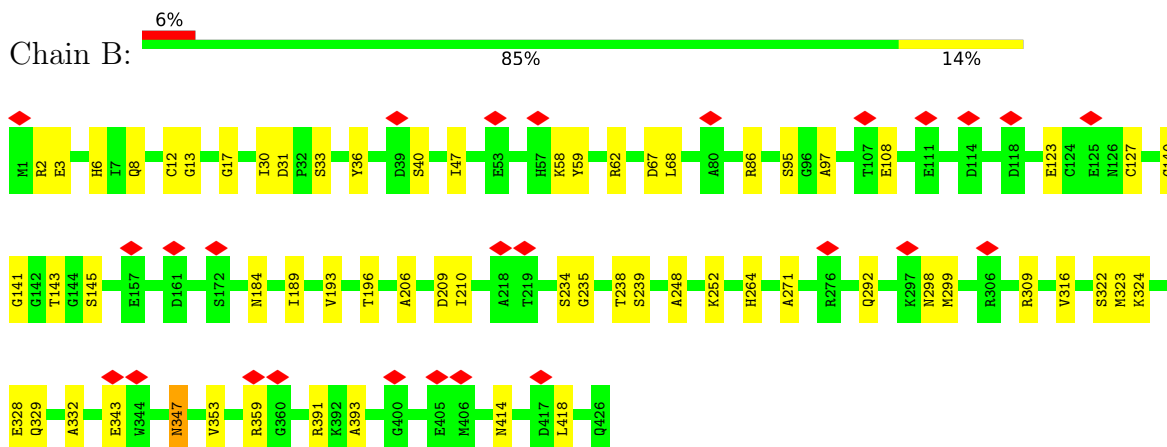 6%
Chain B:
85% 14%
M1 R2 E3 H6 I7 Q8 C12 G13 G17 I30 D31 P32 S33 Y36 D39 S40 I47 E53 H57 K58 Y59 R62 D67 L68 A80 R86 S95 G96 A97 T107 E108 E111 D114 D118 E123 C124 E125 N126 C127
G141 G142 T143 G144 S145 E157 D161 S172 N184 I189 V193 T196 A206 D209 I210 A218 T219 S234 G235 T238 S239 A248 K252 H264 A271 R276 Q292 K297 N298 M299 R306 R309 V316 S322 M323 K324
E328 Q329 A332 E343 W344 N347 V353 R359 G360 R391 K392 A393 G400 E405 M406 N414 D417 L418 Q426